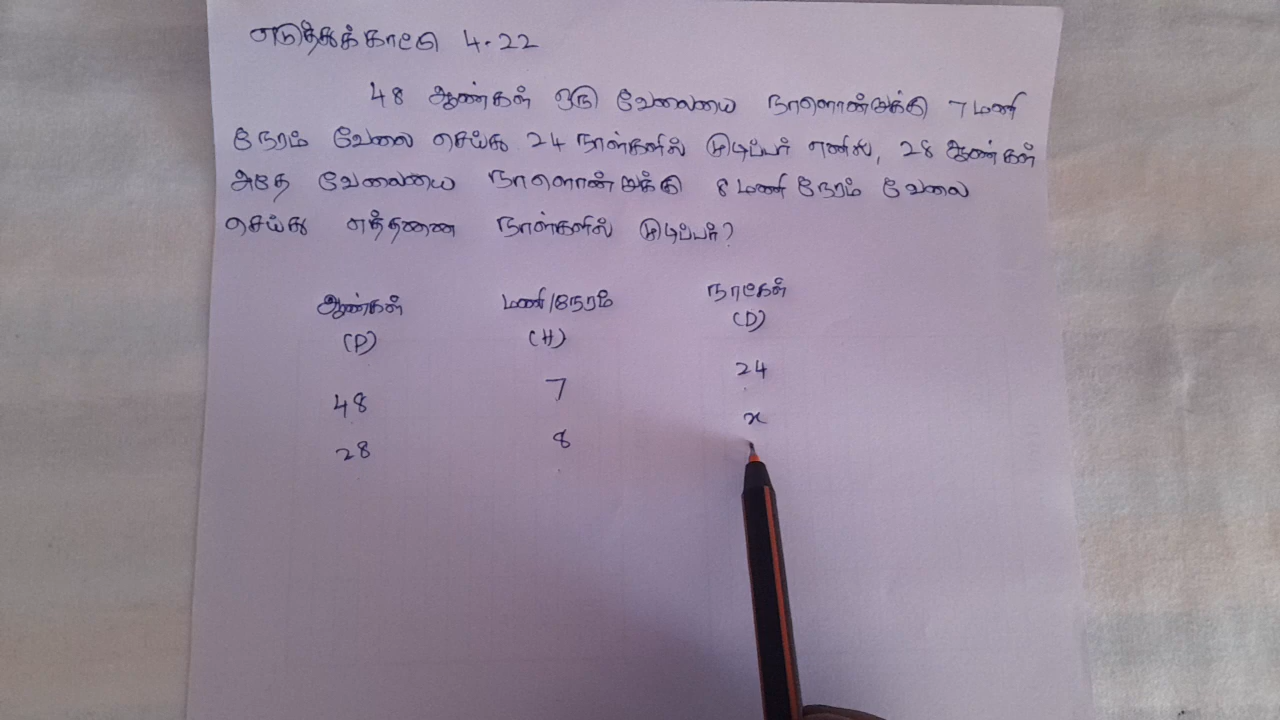 எடுத்துக்காட்டு 4.22
48 ஆண்கள் ஒரு வேலையை நாளொன்றுக்கு 7 மணி
நேரம் வேலை செய்து 24 நாள்களில் முடிப்பர் எனில், 28 ஆண்கள்
அதே வேலையை நாளொன்றுக்கு 8 மணி நேரம் வேலை
செய்து எத்தனை நாள்களில் முடிப்பர்?
ஆண்கள் மணி/நேரம் நாட்கள்
(P) (H) (D)
48 7 24
28 8 x